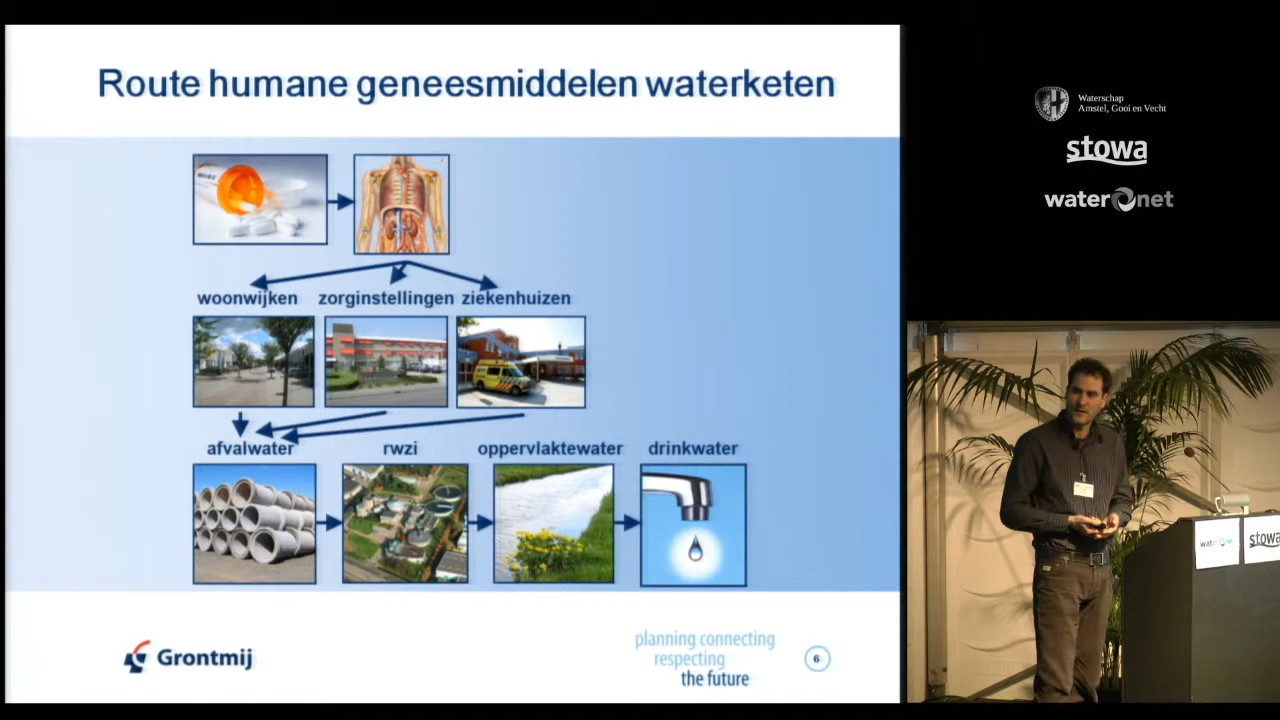 Route humane geneesmiddelen waterketen
woonwijken zorginstellingen ziekenhuizen
afvalwater rwzi oppervlaktewater drinkwater
Grontmij
planning connecting
respecting
the future
6
Waterschap
Amstel, Gooi en Vecht
stowa
waternet
waternet
stowa